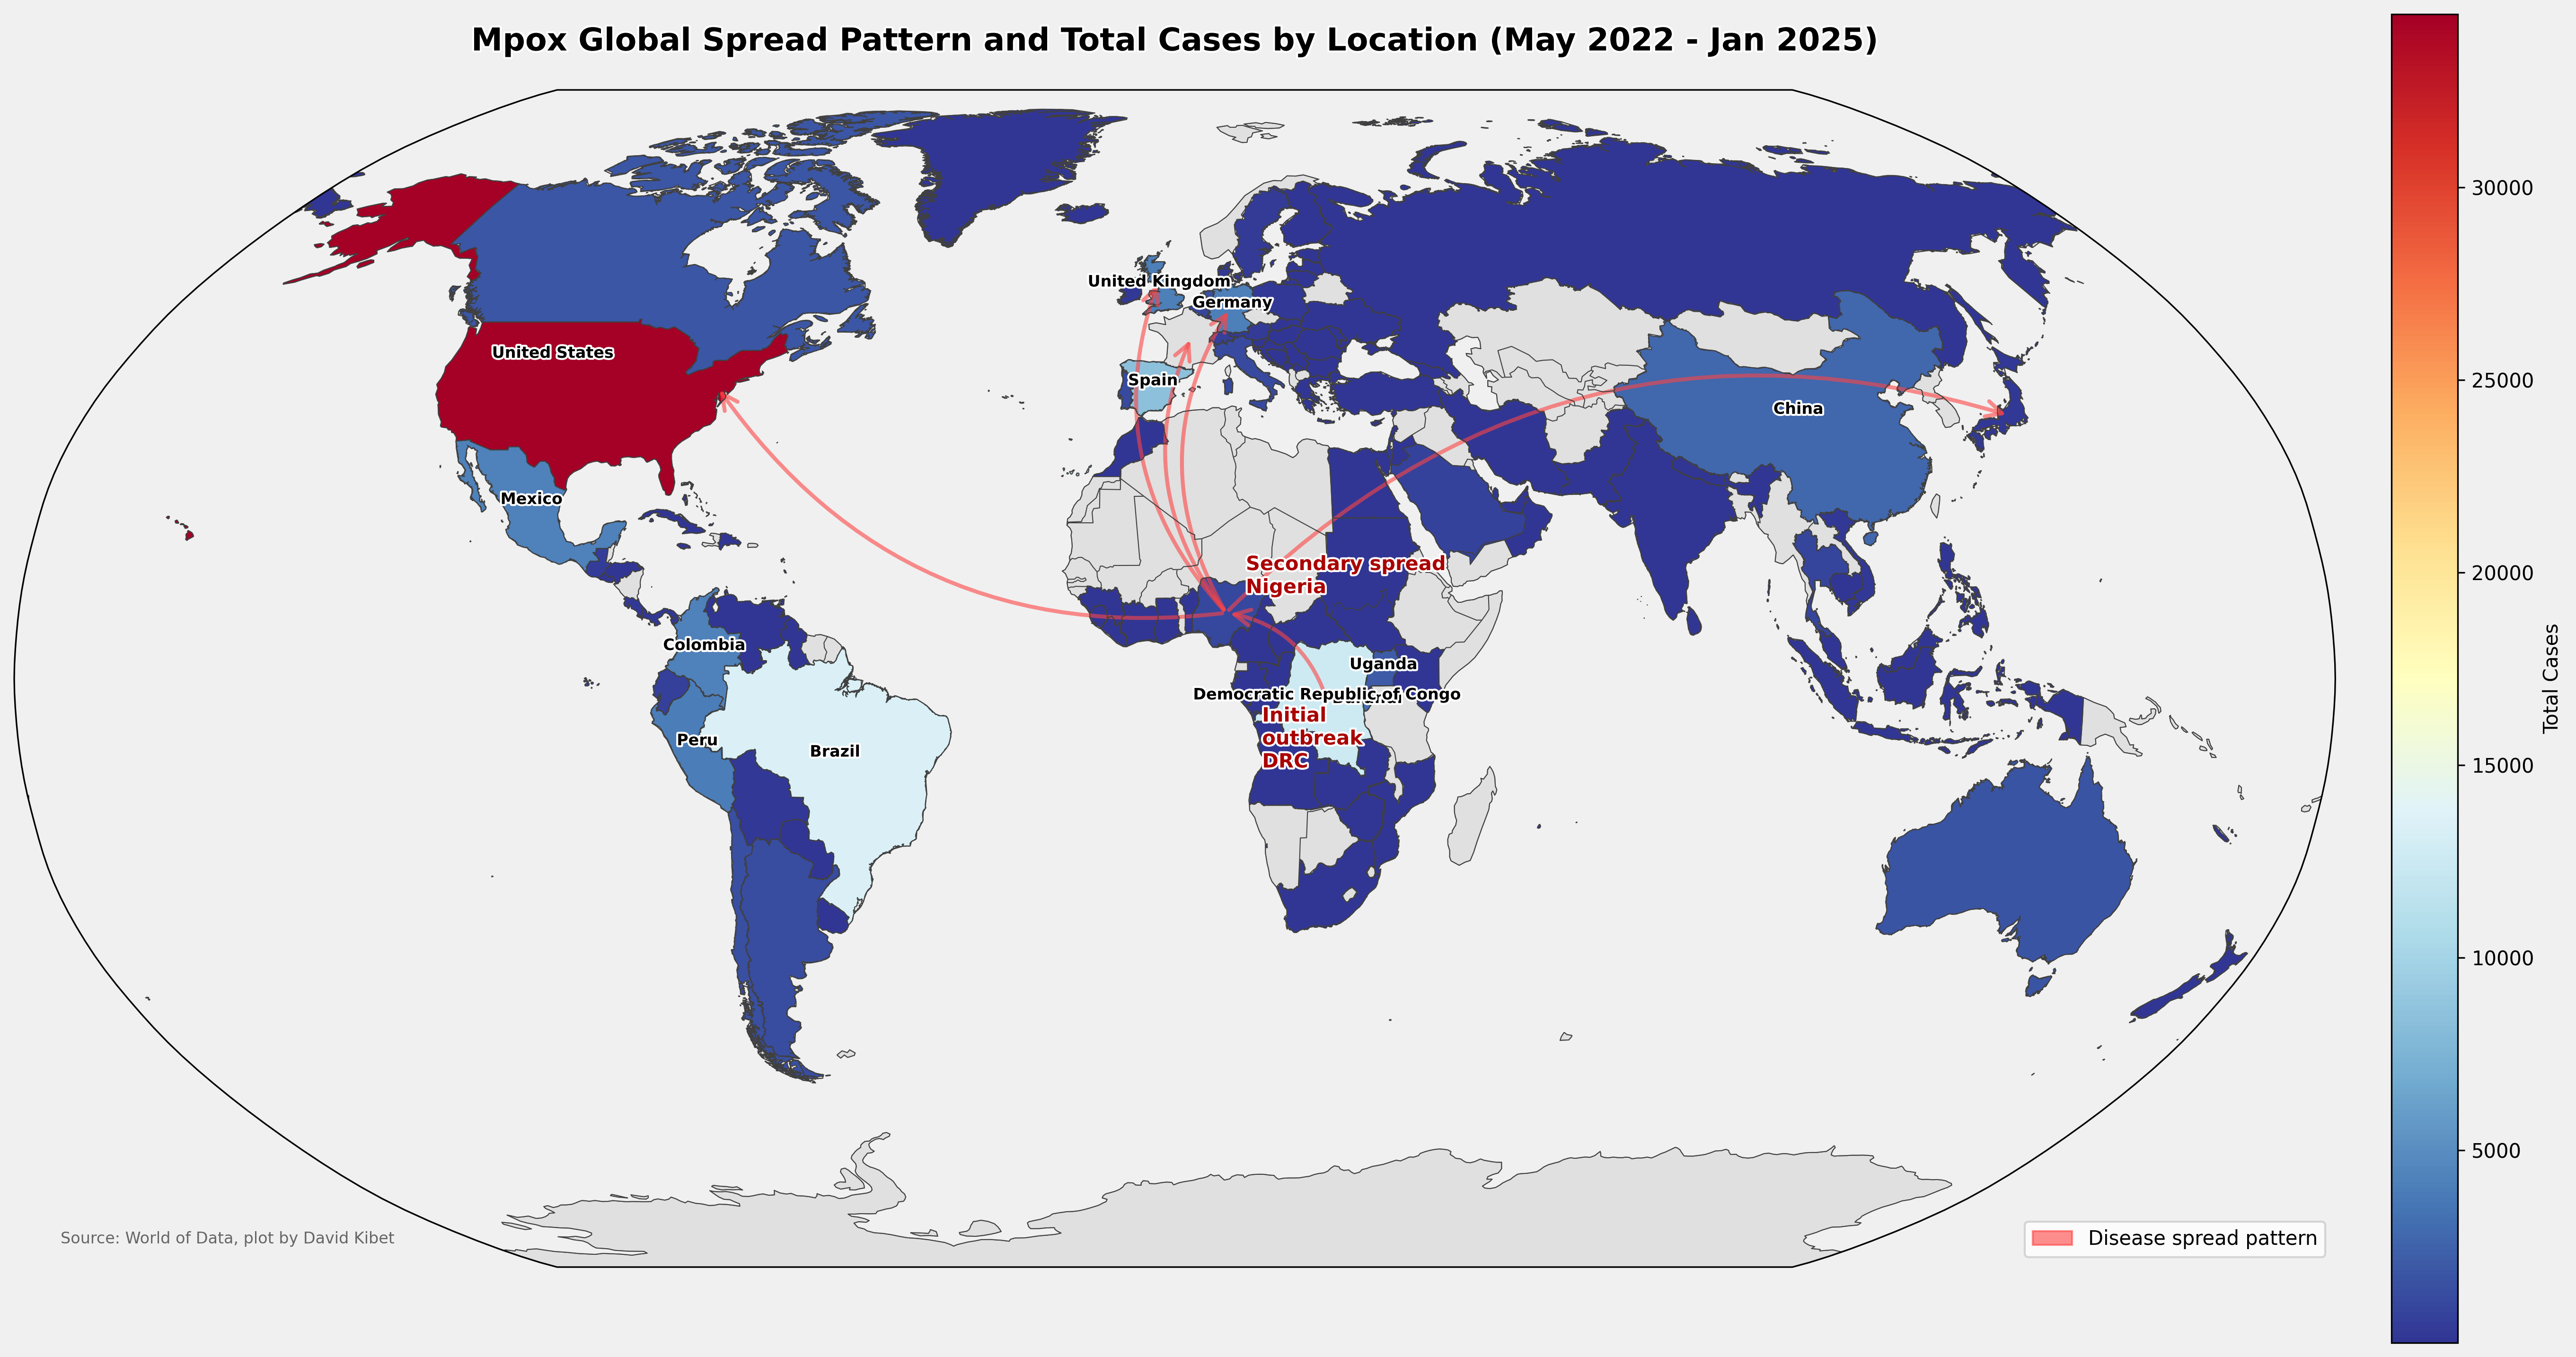 Mpox Global Spread Pattern and Total Cases by Location (May 2022 - Jan 2025)
United Kingdom
Germany
United States
Spain
China
Mexico
Secondary spread
Nigeria
Colombia
Uganda
Democratic Republic of Congo
Initial
outbreak
DRC
Peru
Brazil
30000
25000
20000
15000
10000
5000
Total Cases
Source: World of Data, plot by David Kibet
Disease spread pattern